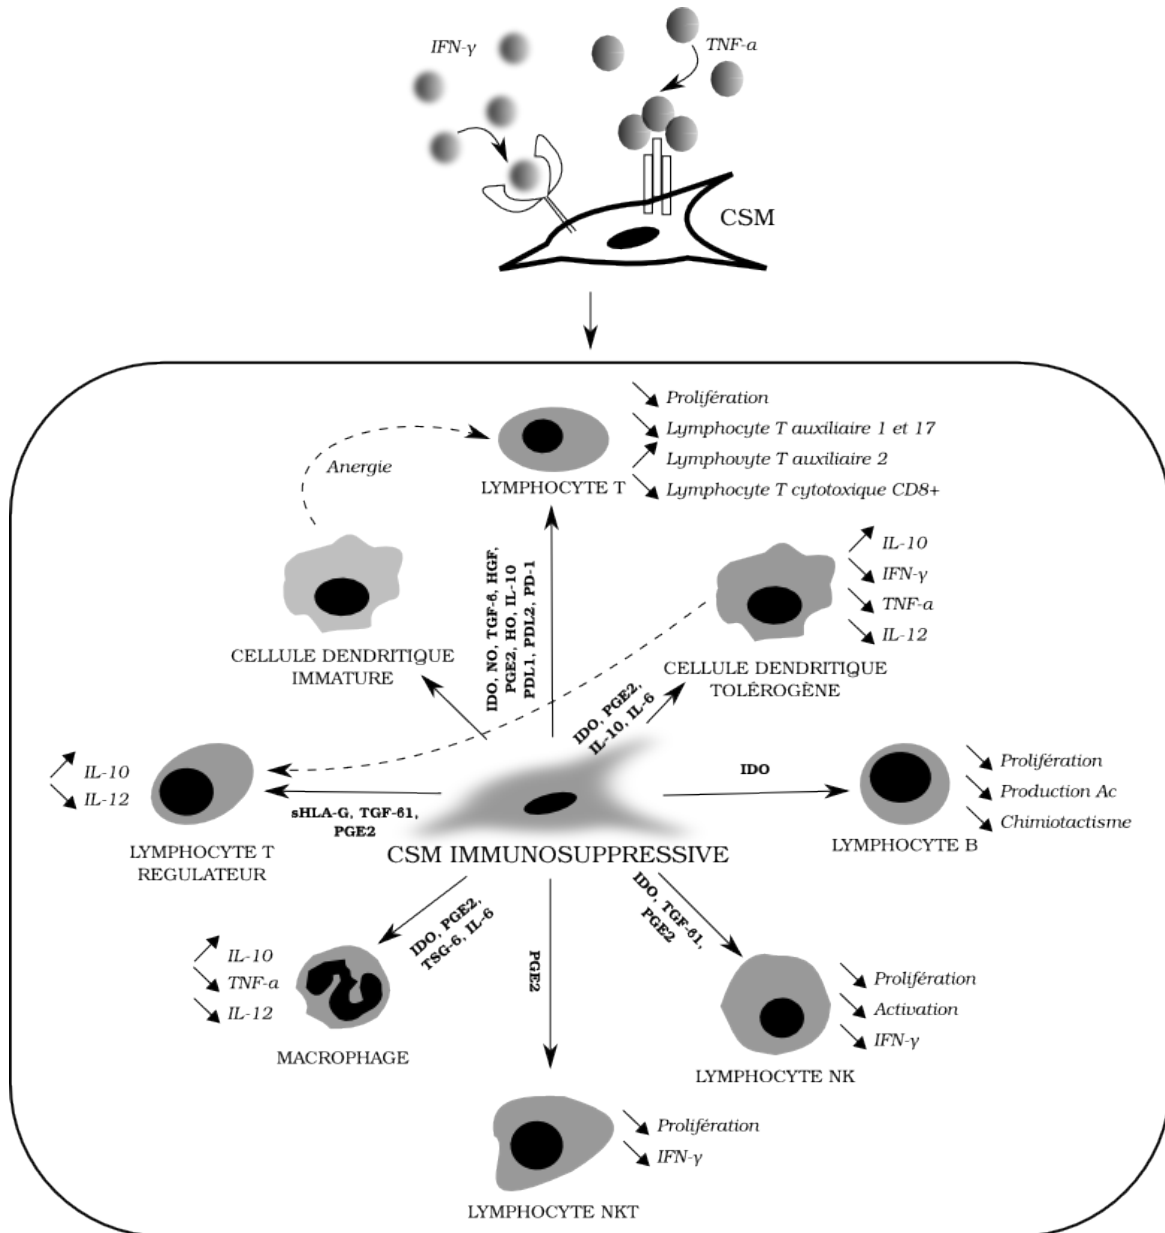 IFN-γ
TNF-α
CSM
Prolifération
Lymphocyte T auxiliaire 1 et 17
Lymphovyte T auxiliaire 2
Lymphocyte T cytotoxique CD8+
LYMPHOCYTE T
Anergie
CELLULE DENDRITIQUE
IMMATURE
IDO, NO, TGF-ß, HGF,
PGE2, HO, IL-10
PDL1, PDL2, PD-1
IL-10
IFN-γ
TNF-α
IL-12
CELLULE DENDRITIQUE
TOLÉROGÈNE
IDO, PGE2,
IL-10, IL-6
IL-10
IL-12
LYMPHOCYTE T
REGULATEUR
sHLA-G, TGF-ß1,
PGE2
IDO
Prolifération
Production Ac
Chimiotactisme
LYMPHOCYTE B
CSM IMMUNOSUPPRESSIVE
IDO, PGE2,
TSG-6, IL-6
IL-10
TNF-α
IL-12
MACROPHAGE
PGE2
IDO, TGF-ß1,
PGE2
Prolifération
Activation
IFN-γ
LYMPHOCYTE NK
Prolifération
IFN-γ
LYMPHOCYTE NKT